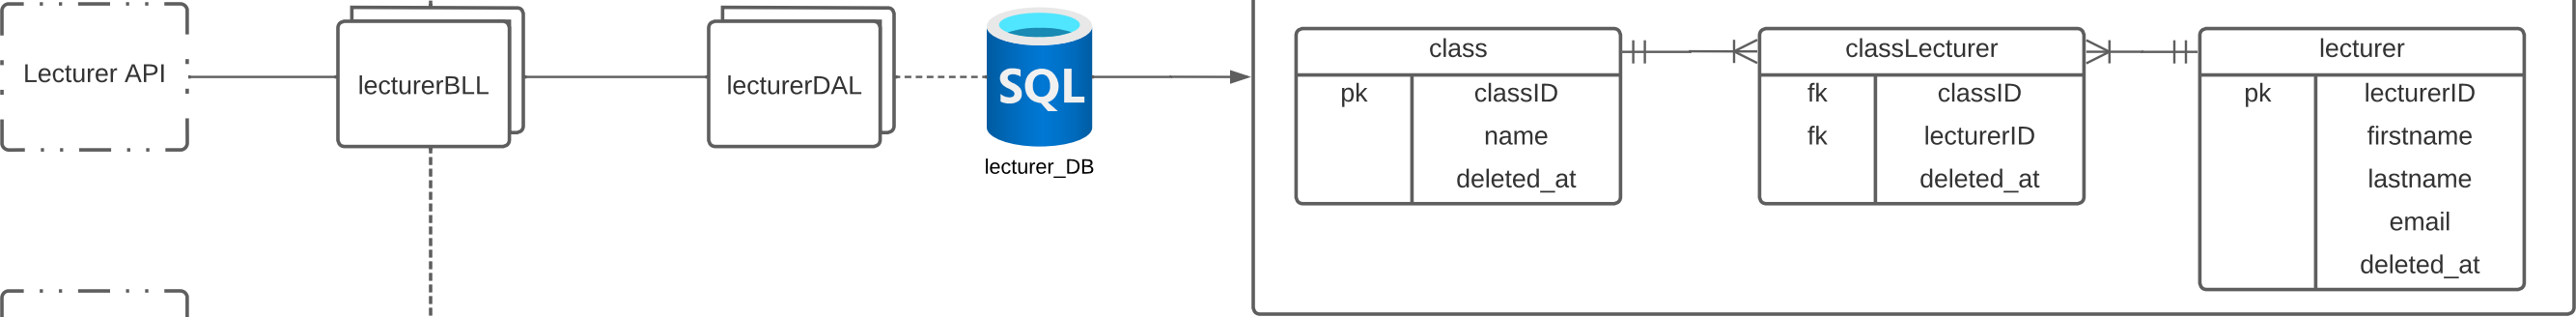 Lecturer API
lecturerBLL
lecturerDAL
SQL
lecturer_DB
class
pk classID
name
deleted_at
classLecturer
fk classID
fk lecturerID
deleted_at
lecturer
pk lecturerID
firstname
lastname
email
deleted_at